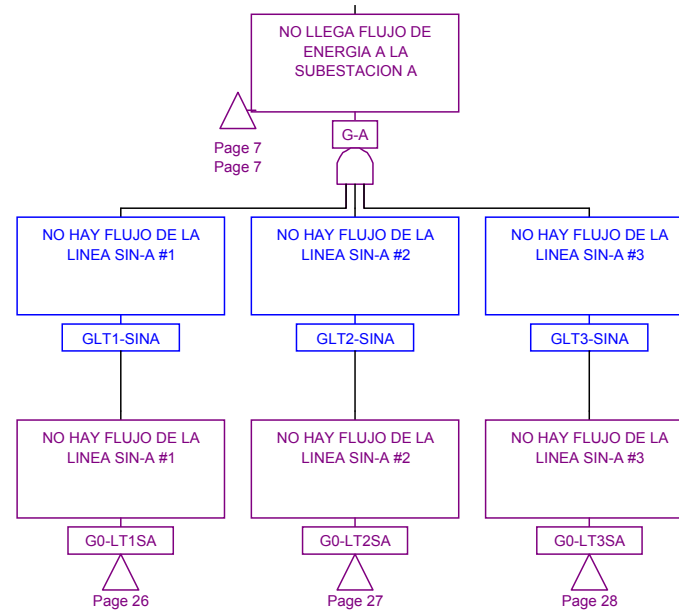 NO LLEGA FLUJO DE
ENERGIA A LA
SUBESTACION A
Page 7
Page 7
G-A
NO HAY FLUJO DE LA
LINEA SIN-A #1
NO HAY FLUJO DE LA
LINEA SIN-A #2
NO HAY FLUJO DE LA
LINEA SIN-A #3
GLT1-SINA
GLT2-SINA
GLT3-SINA
NO HAY FLUJO DE LA
LINEA SIN-A #1
NO HAY FLUJO DE LA
LINEA SIN-A #2
NO HAY FLUJO DE LA
LINEA SIN-A #3
G0-LT1SA
G0-LT2SA
G0-LT3SA
Page 26
Page 27
Page 28